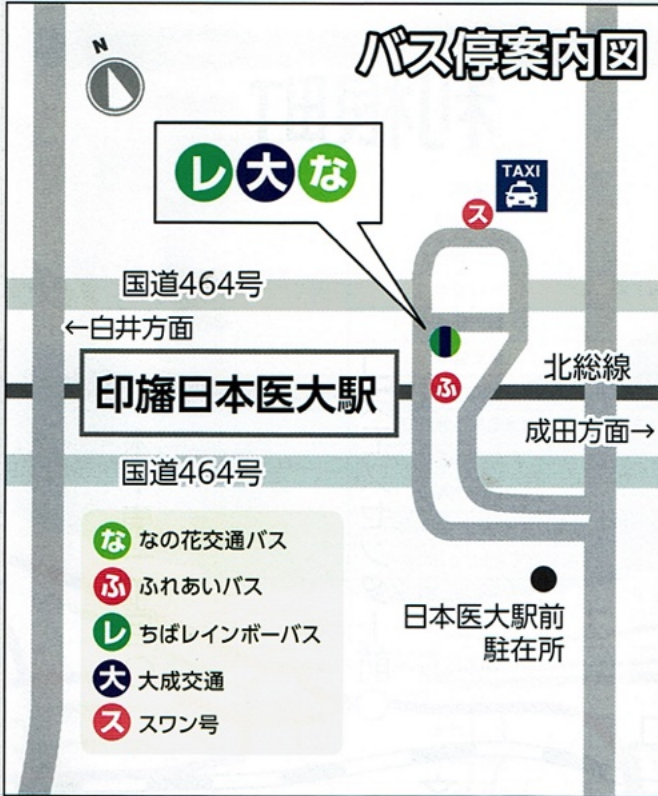 バス停案内図
N
レ 大 な
TAXI
ス
国道464号
←白井方面
印旛日本医大駅
ふ
北総線
成田方面→
国道464号
な なの花交通バス
ふ ふれあいバス
レ ちばレインボーバス
大 大成交通
ス スワン号
日本医大駅前
駐在所